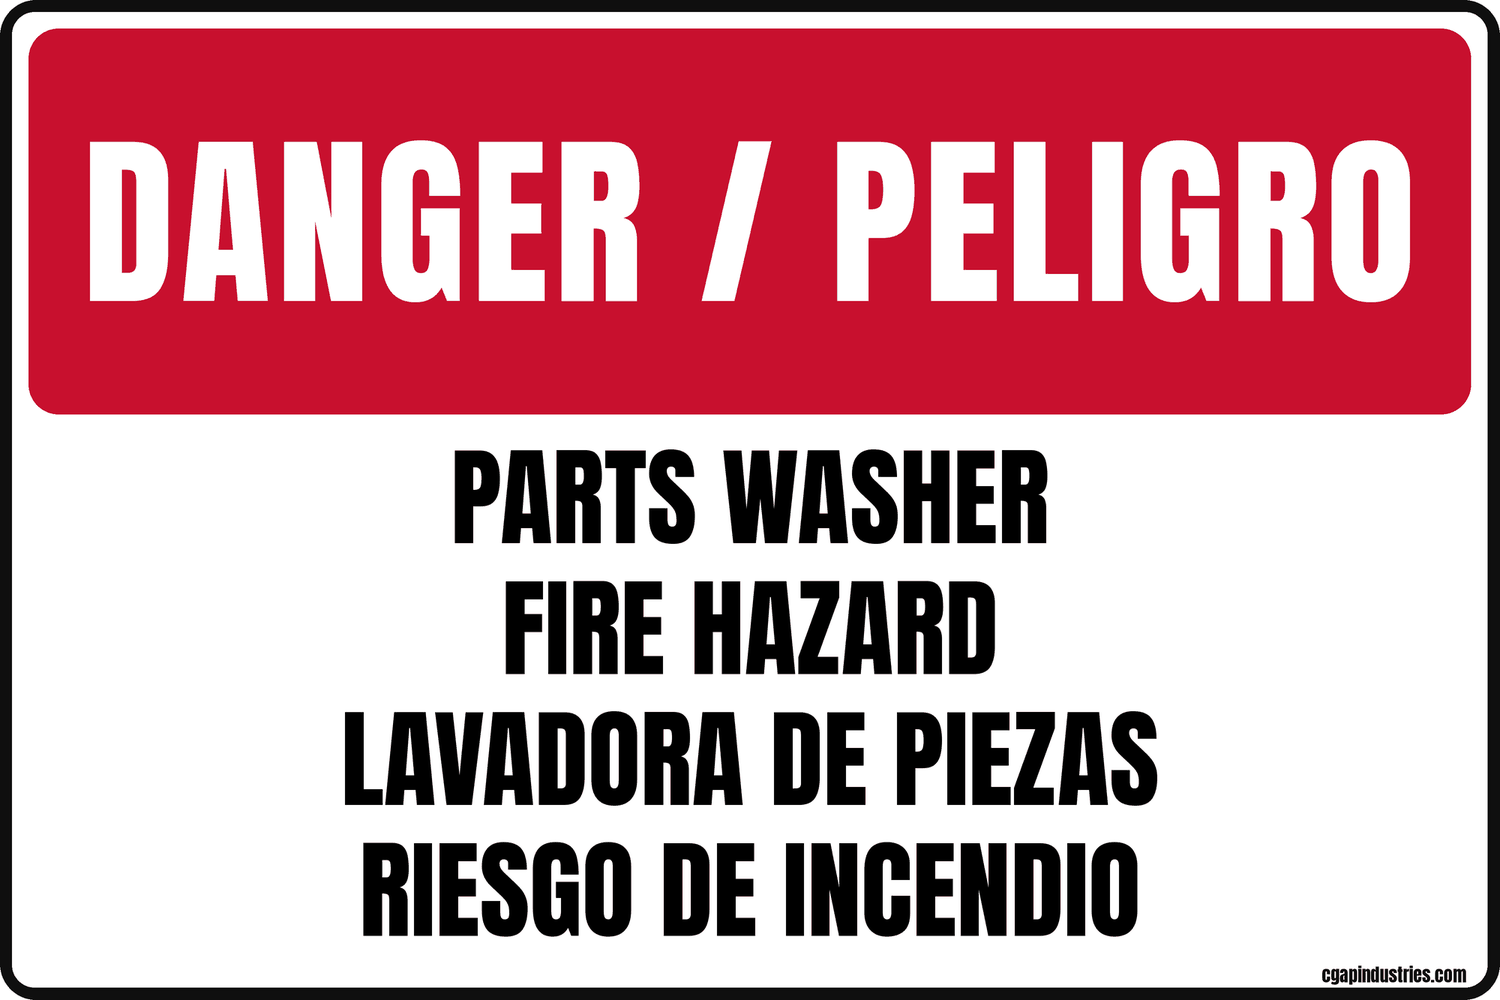 DANGER / PELIGRO
PARTS WASHER
FIRE HAZARD
LAVADORA DE PIEZAS
RIESGO DE INCENDIO
cgapindustries.com